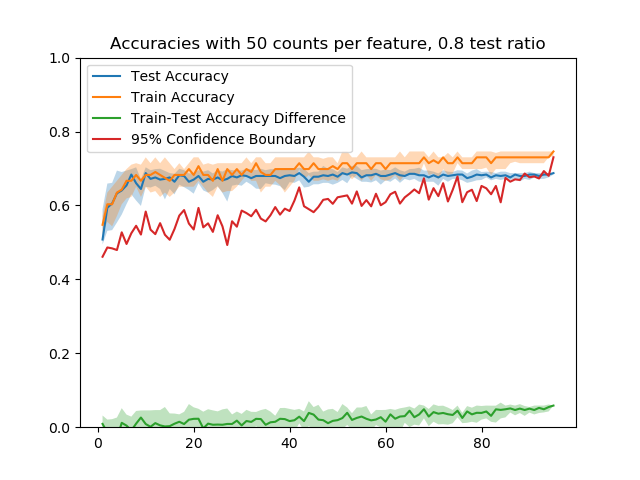 Accuracies with 50 counts per feature, 0.8 test ratio
1.0
Test Accuracy
Train Accuracy
Train-Test Accuracy Difference
95% Confidence Boundary
0.8
0.6
0.4
0.2
0.0
0 20 40 60 80